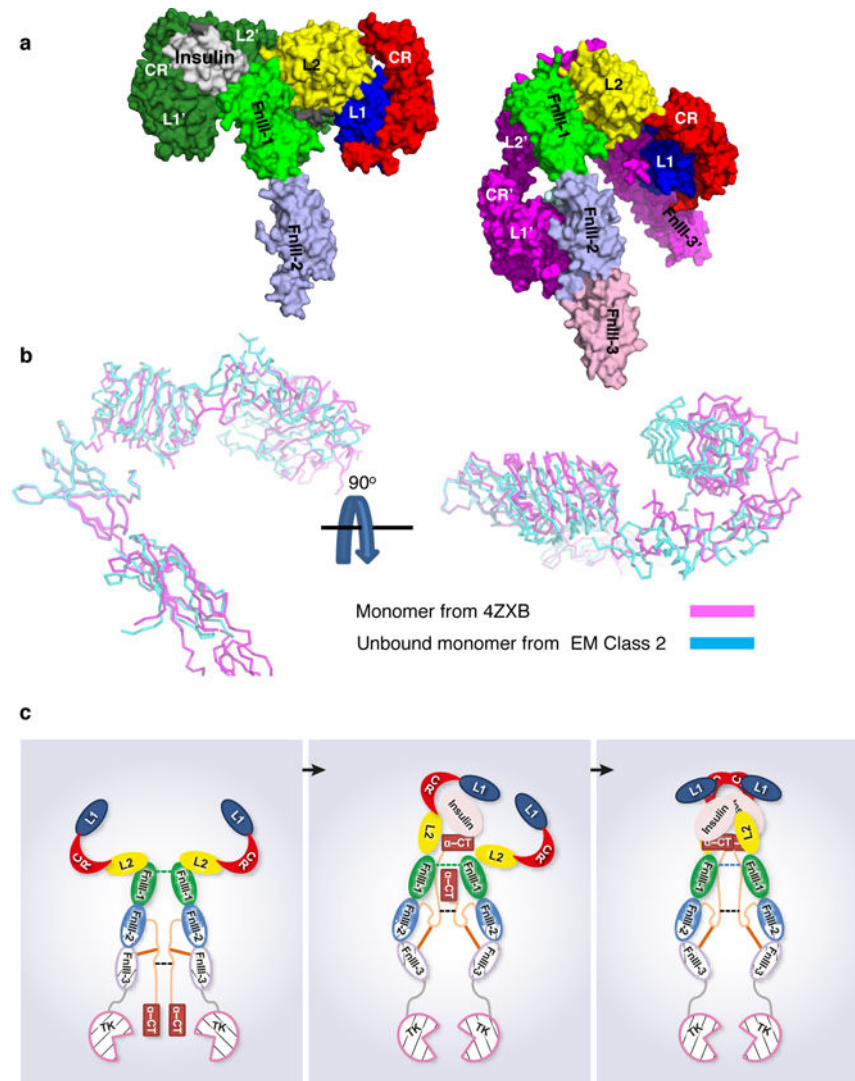 a
L2'
Insulin
CR'
L2
CR
L1'
FnIII-1
L1
FnIII-2
L2
FnIII-1
CR
L2'
L1
CR'
L1'
FnIII-2
FnIII-3'
FnIII-3
b
90°
Monomer from 4ZXB
Unbound monomer from EM Class 2
c
L1
L1
CR
L2
L2
CR
FnIII-1
FnIII-1
FnIII-2
FnIII-2
FnIII-3
FnIII-3
α–CT
α–CT
TK
TK
CR
L1
Insulin
L1
L2
α–CT
L2
CR
FnIII-1
α–CT
FnIII-1
FnIII-2
FnIII-2
FnIII-3
FnIII-3
TK
TK
L1
L1
Insulin
L2
α–CT
FnIII-1
FnIII-1
FnIII-2
FnIII-2
FnIII-3
FnIII-3
TK
TK